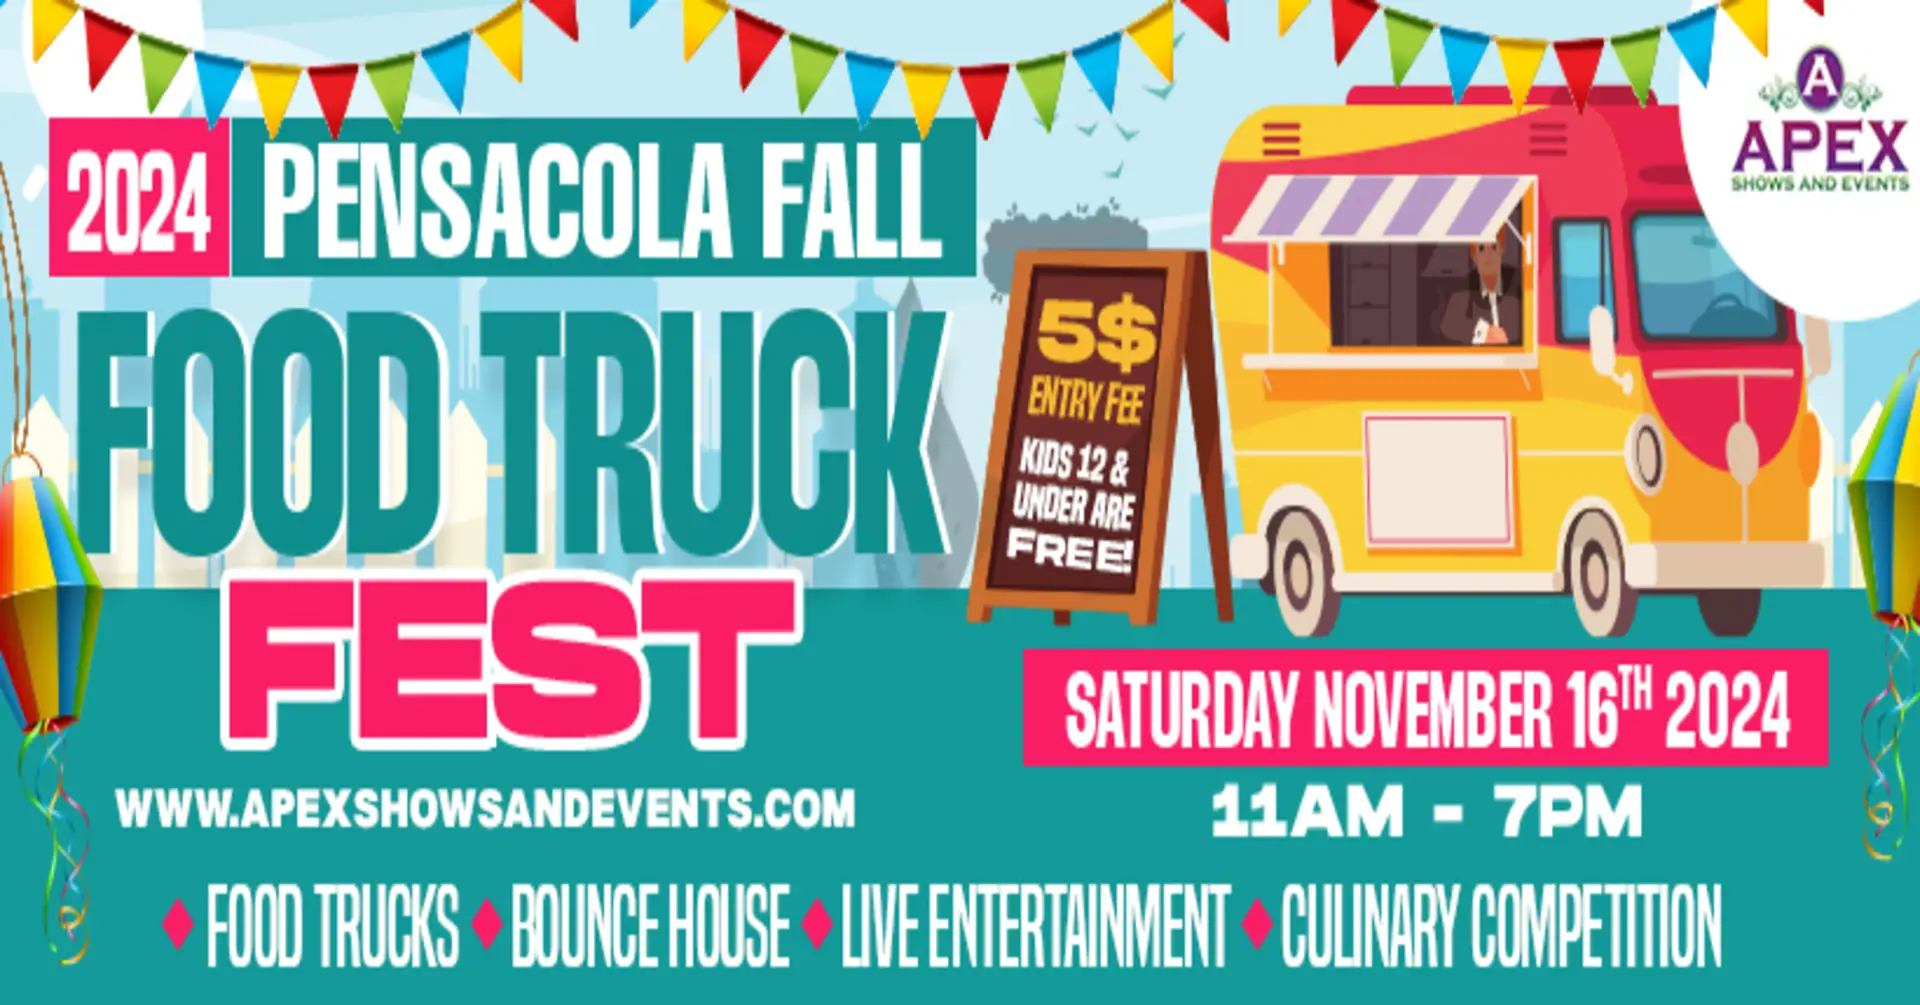 2024 PENSACOLA FALL
FOOD TRUCK
FEST
WWW.APEXSHOWSANDEVENTS.COM
5$
ENTRY FEE
KIDS 12 &
UNDER ARE
FREE!
A
APEX
SHOWS AND EVENTS
SATURDAY NOVEMBER 16TH 2024
11AM - 7PM
♦ FOOD TRUCKS ♦ BOUNCE HOUSE ♦ LIVE ENTERTAINMENT ♦ CULINARY COMPETITION